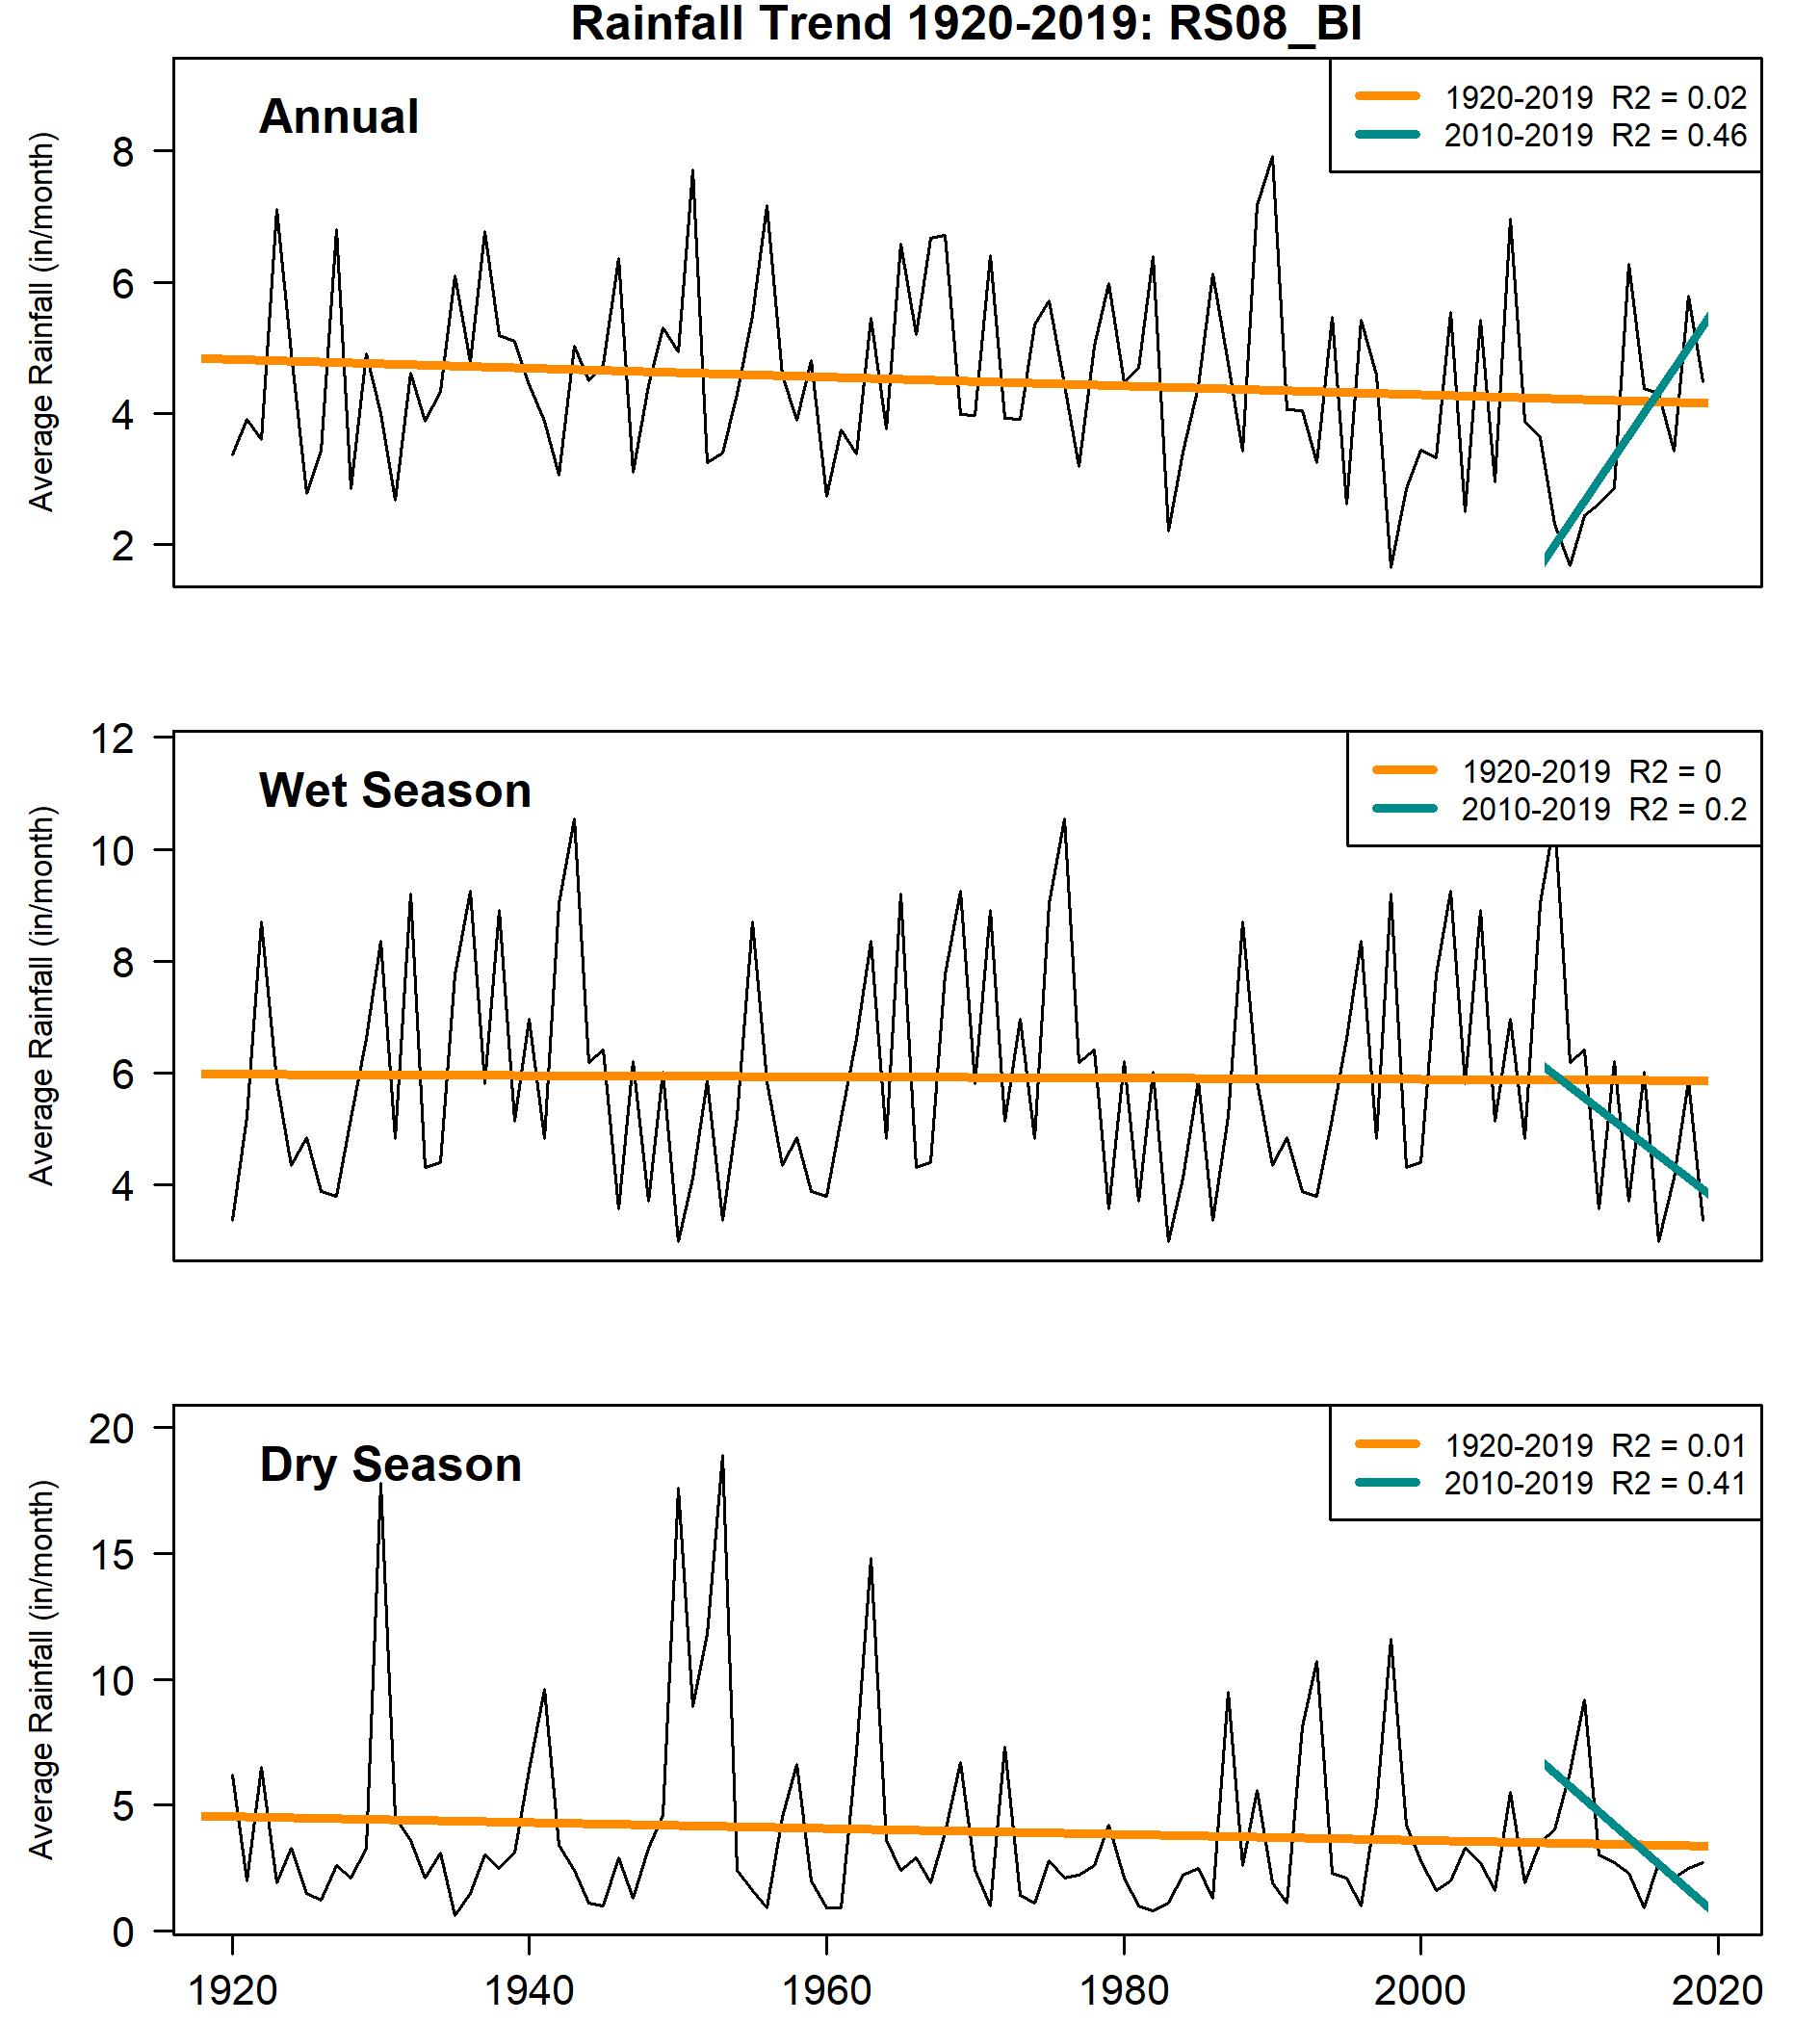 Rainfall Trend 1920-2019: RS08_BI
Annual
1920-2019 R2 = 0.02
2010-2019 R2 = 0.46
Average Rainfall (in/month)
8
6
4
2
Wet Season
1920-2019 R2 = 0
2010-2019 R2 = 0.2
Average Rainfall (in/month)
12
10
8
6
4
Dry Season
1920-2019 R2 = 0.01
2010-2019 R2 = 0.41
Average Rainfall (in/month)
20
15
10
5
0
1920 1940 1960 1980 2000 2020